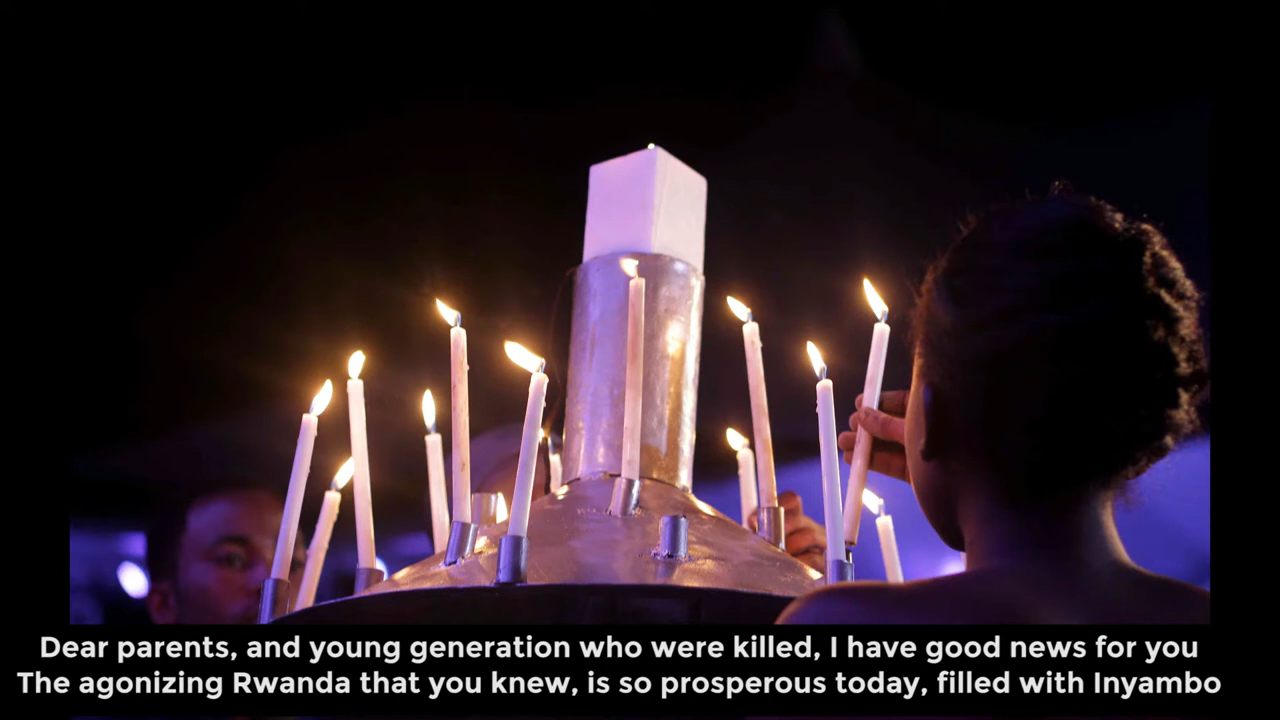 Dear parents, and young generation who were killed, I have good news for you
The agonizing Rwanda that you knew, is so prosperous today, filled with Inyambo